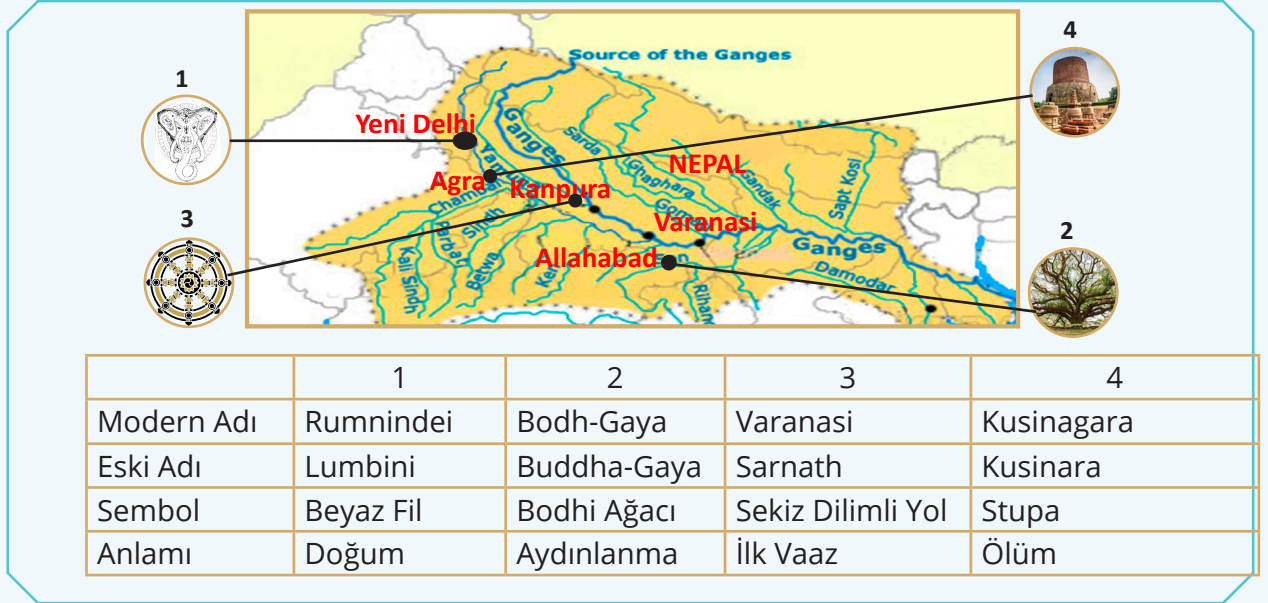 1
4
3
2
Source of the Ganges
Yeni Delhi
Ganges
Sarda
NEPAL
Yamuna
Agra
Kanpura
Ghaghara
Gandak
Sapt Kosi
Chambal
Sindh
Parbati
Varanasi
Allahabad
Son
Ganges
Kali Sindh
Betwa
Ken
Rihand
Damodar
1 2 3 4
Modern Adı Rumnindei Bodh-Gaya Varanasi Kusinagara
Eski Adı Lumbini Buddha-Gaya Sarnath Kusinara
Sembol Beyaz Fil Bodhi Ağacı Sekiz Dilimli Yol Stupa
Anlamı Doğum Aydınlanma İlk Vaaz Ölüm